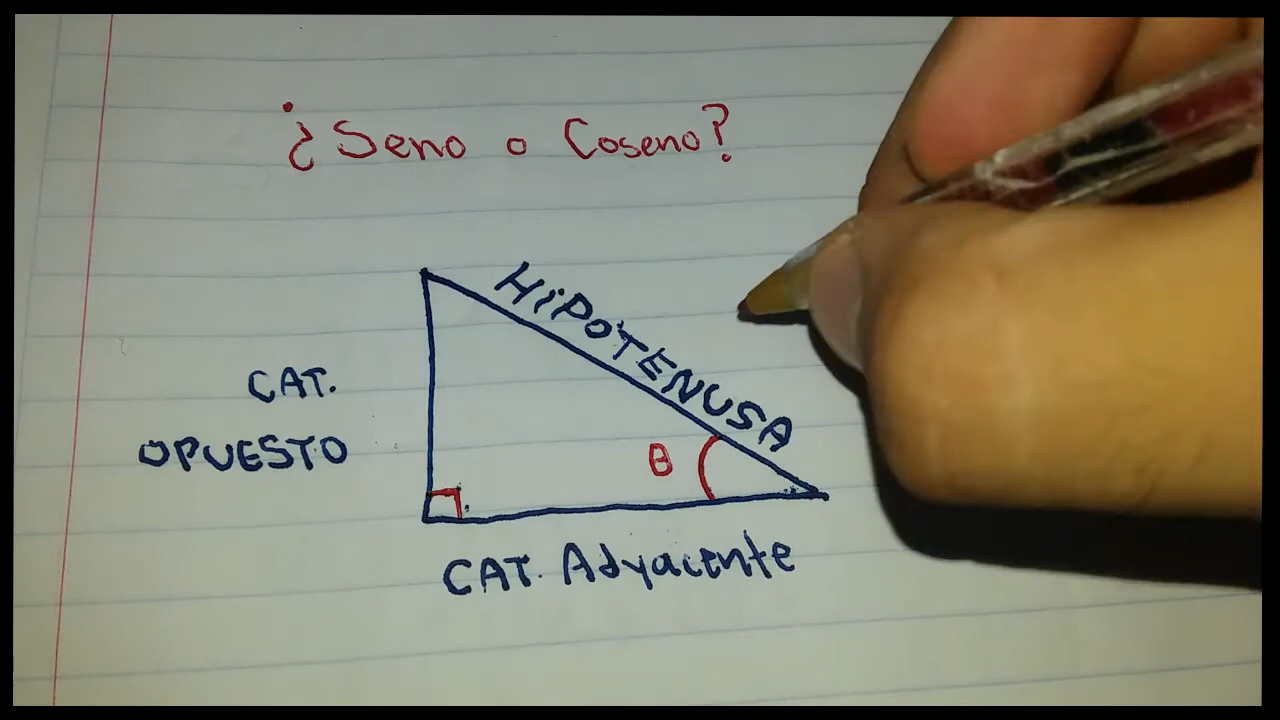 ¿Seno o Coseno?
HiPOTENUSA
CAT.
OPUESTO
θ
CAT. Adyacente